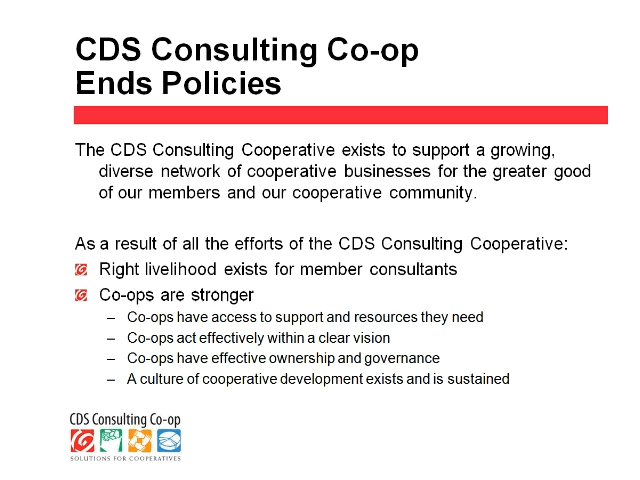 CDS Consulting Co-op
Ends Policies
The CDS Consulting Cooperative exists to support a growing,
diverse network of cooperative businesses for the greater good
of our members and our cooperative community.
As a result of all the efforts of the CDS Consulting Cooperative:
Right livelihood exists for member consultants
Co-ops are stronger
– Co-ops have access to support and resources they need
– Co-ops act effectively within a clear vision
– Co-ops have effective ownership and governance
– A culture of cooperative development exists and is sustained
CDS Consulting Co-op
SOLUTIONS FOR COOPERATIVES